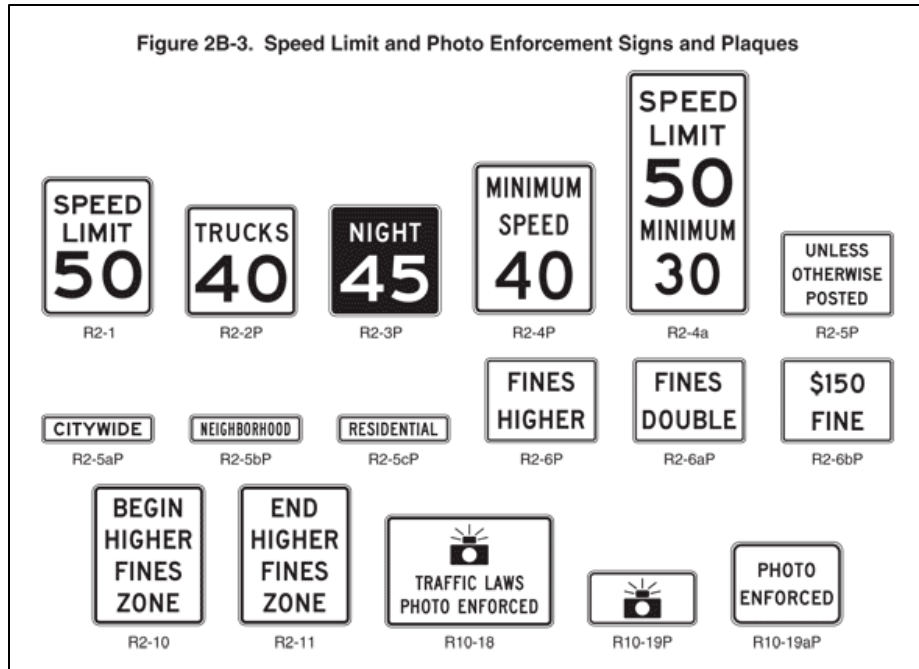 Figure 2B-3. Speed Limit and Photo Enforcement Signs and Plaques
SPEED
LIMIT
50
R2-1
TRUCKS
40
R2-2P
NIGHT
45
R2-3P
MINIMUM
SPEED
40
R2-4P
SPEED
LIMIT
50
MINIMUM
30
R2-4a
UNLESS
OTHERWISE
POSTED
R2-5P
CITYWIDE
R2-5aP
NEIGHBORHOOD
R2-5bP
RESIDENTIAL
R2-5cP
FINES
HIGHER
R2-6P
FINES
DOUBLE
R2-6aP
$150
FINE
R2-6bP
BEGIN
HIGHER
FINES
ZONE
R2-10
END
HIGHER
FINES
ZONE
R2-11
TRAFFIC LAWS
PHOTO ENFORCED
R10-18
R10-19P
PHOTO
ENFORCED
R10-19aP